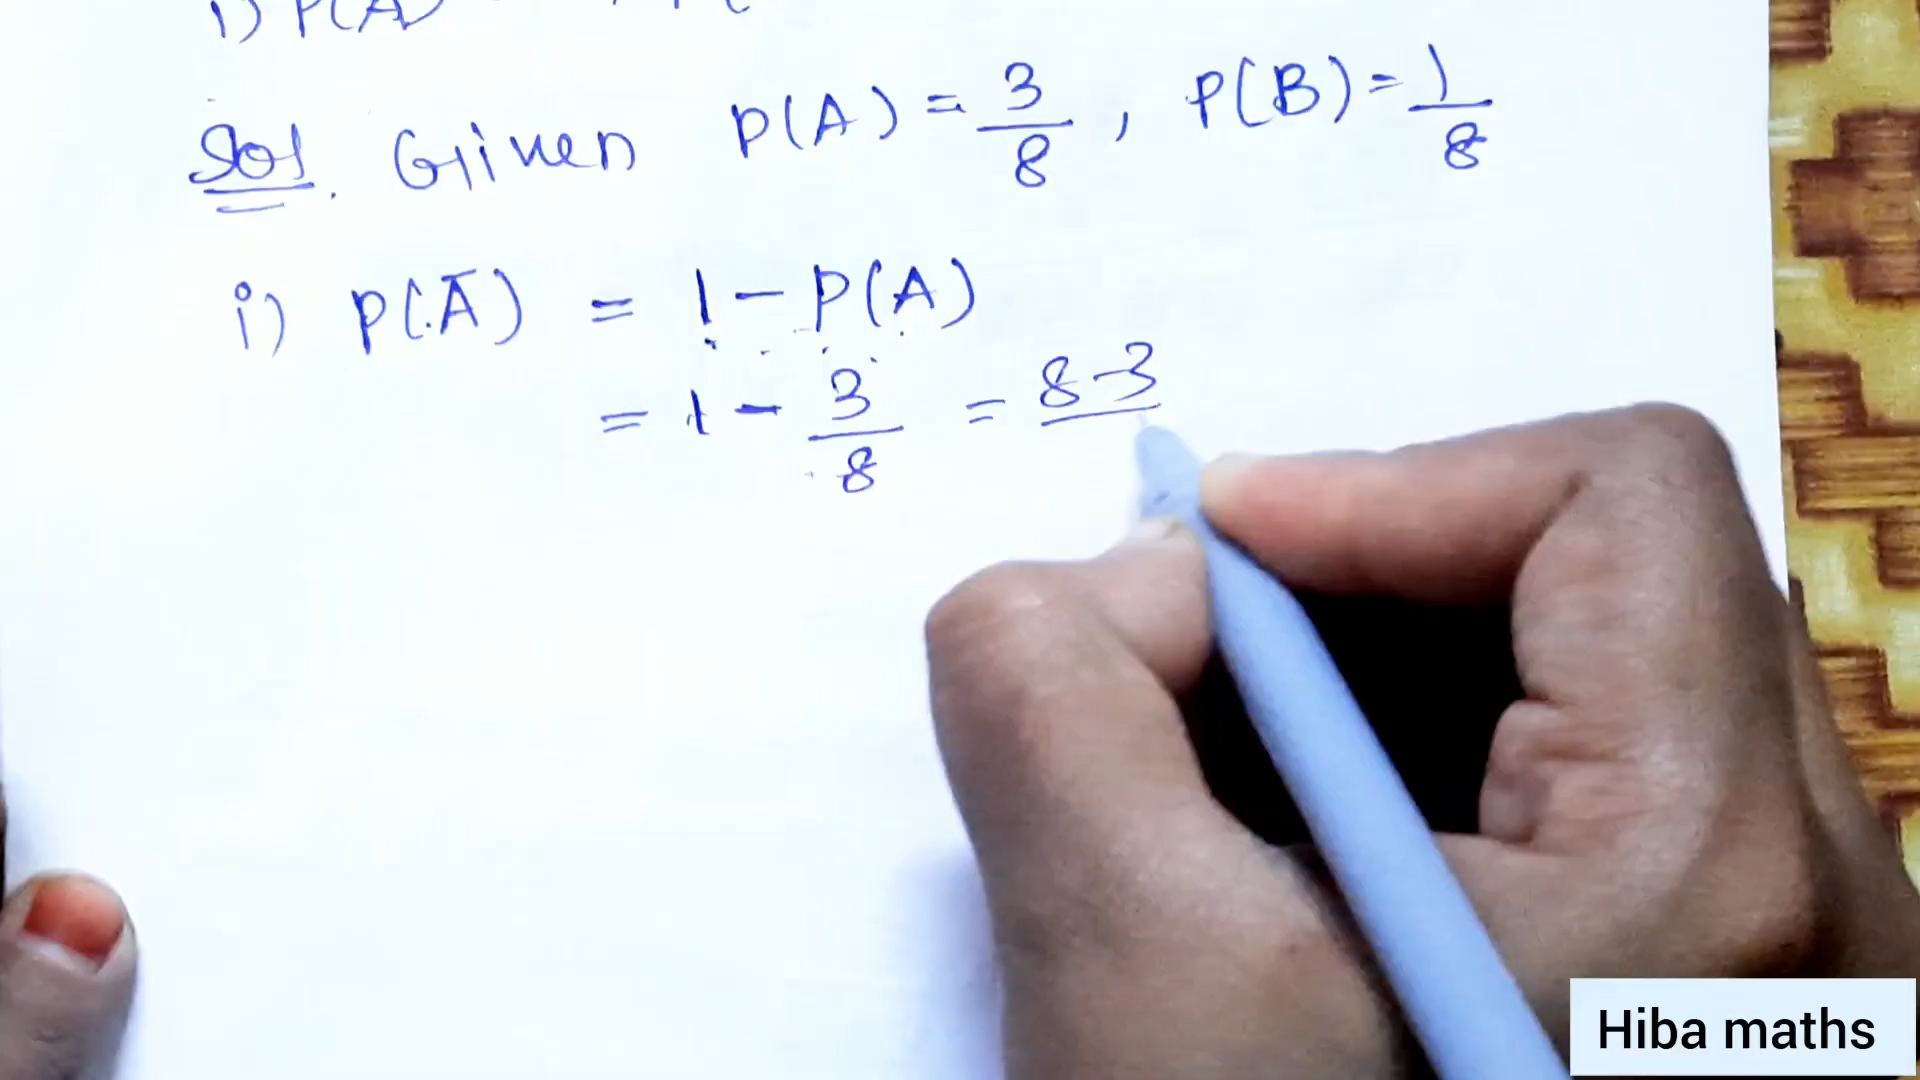 i) P(A)
Sol. Given P(A) = 3/8, P(B) = 1/8
i) P(Ā) = 1 - P(A)
= 1 - 3/8 = 8-3
Hiba maths